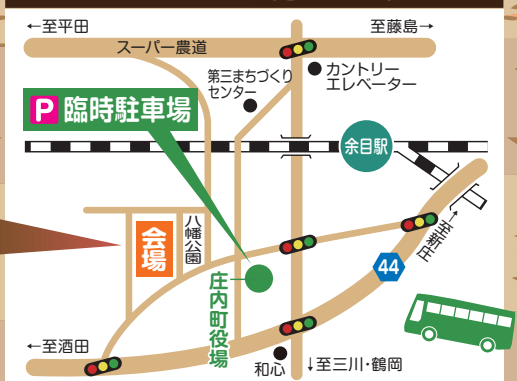 ←至平田
至藤島→
スーパー農道
第三まちづくり
センター
カントリー
エレベーター
P 臨時駐車場
余目駅
会場
八幡公園
←至新庄
44
庄内町役場
←至酒田
和心
↓至三川・鶴岡